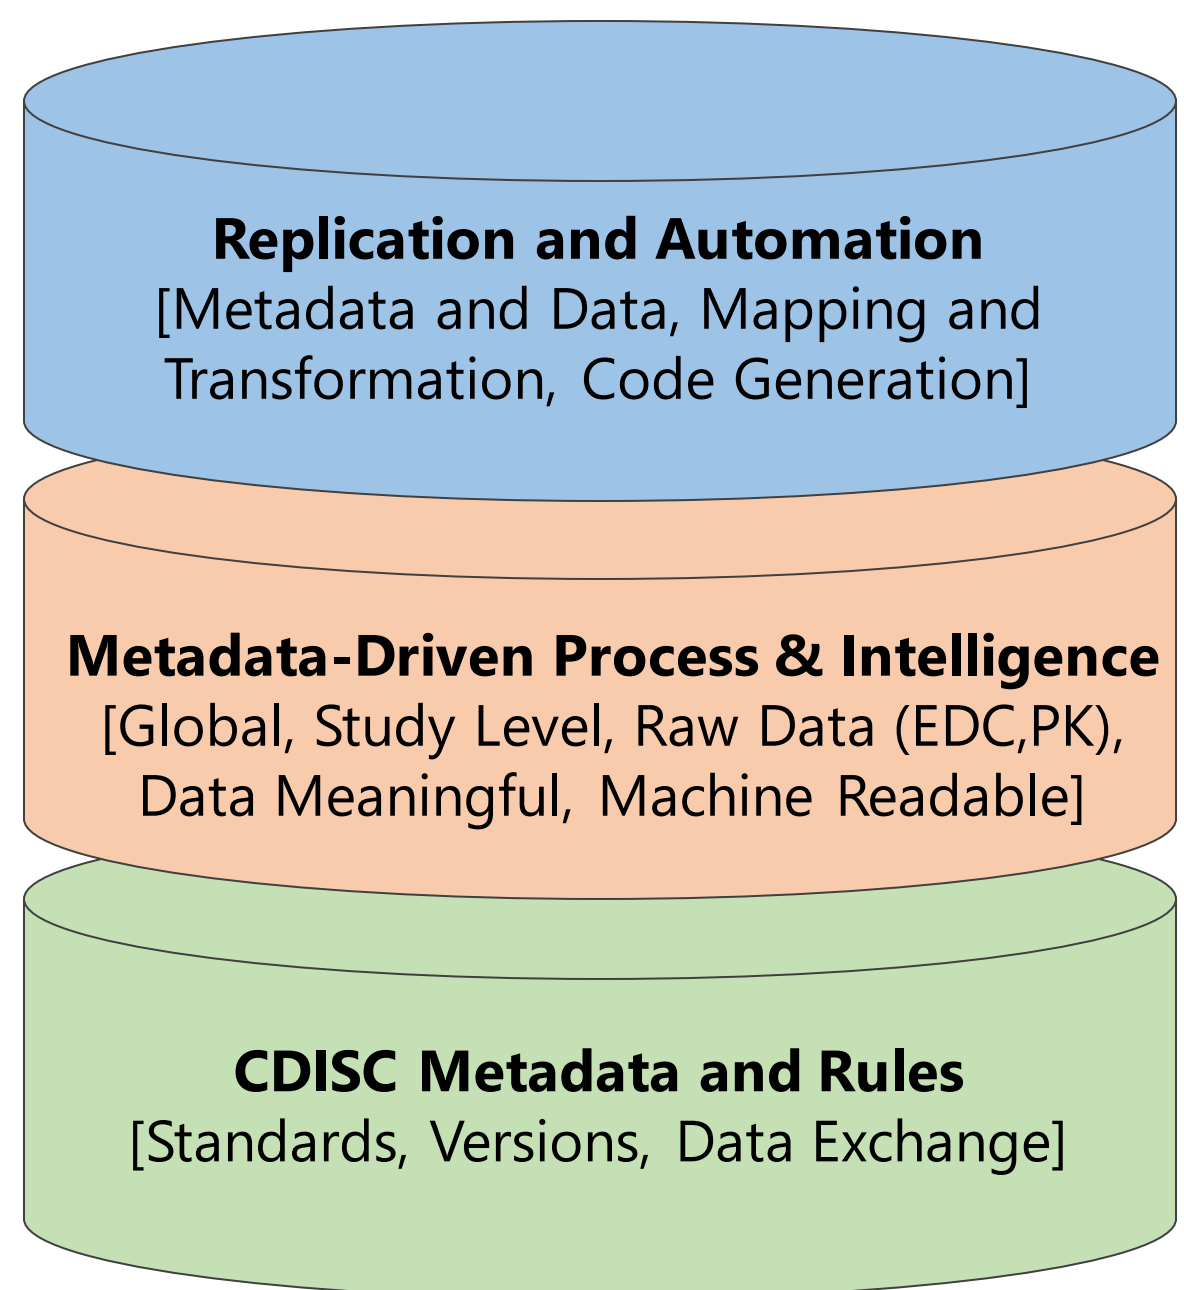 Replication and Automation
[Metadata and Data, Mapping and
Transformation, Code Generation]
Metadata-Driven Process & Intelligence
[Global, Study Level, Raw Data (EDC,PK),
Data Meaningful, Machine Readable]
CDISC Metadata and Rules
[Standards, Versions, Data Exchange]